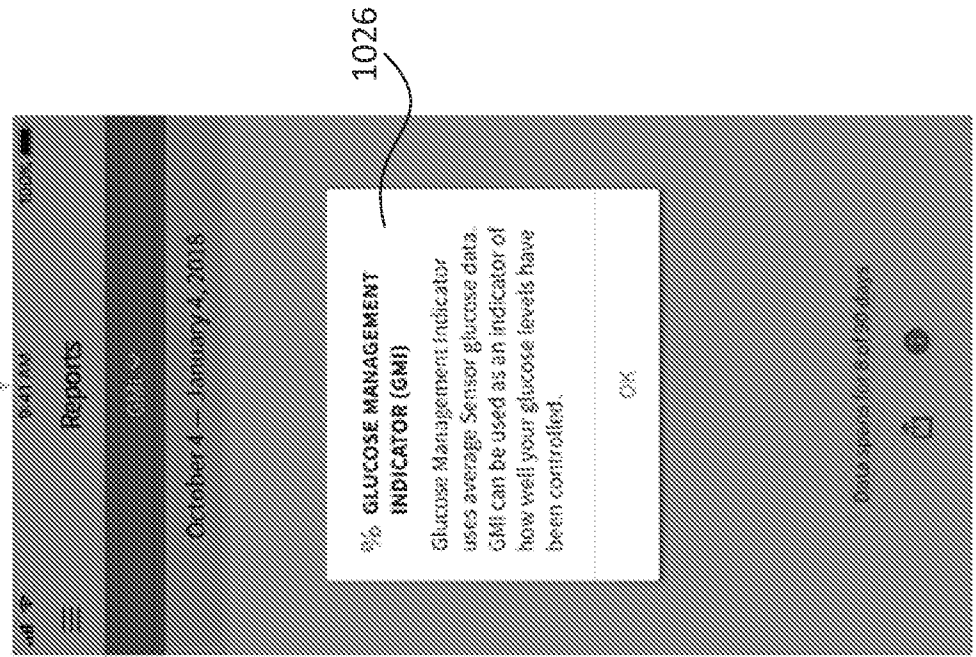 9:41 AM 100%
Reports
October 4 – January 4, 2018
GLUCOSE MANAGEMENT
INDICATOR (GMI)
Glucose Management Indicator
uses average Sensor glucose data.
GMI can be used as an indicator of
how well your glucose levels have
been controlled.
OK
1026